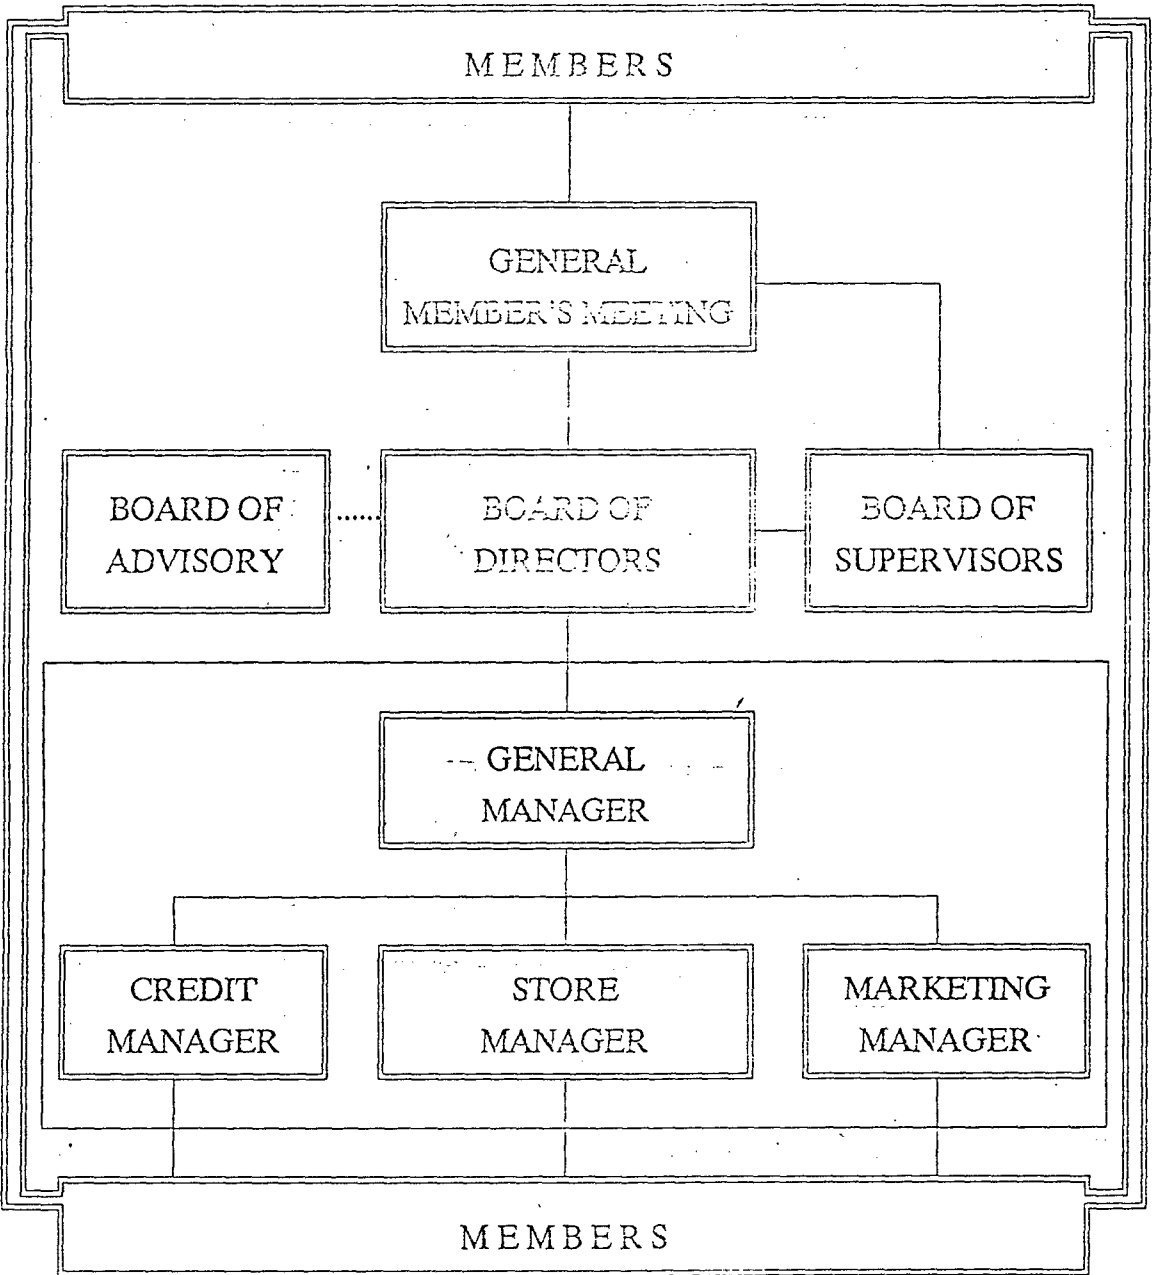 MEMBERS
GENERAL
MEMBER'S MEETING
BOARD OF
ADVISORY
BOARD OF
DIRECTORS
BOARD OF
SUPERVISORS
GENERAL
MANAGER
CREDIT
MANAGER
STORE
MANAGER
MARKETING
MANAGER
MEMBERS